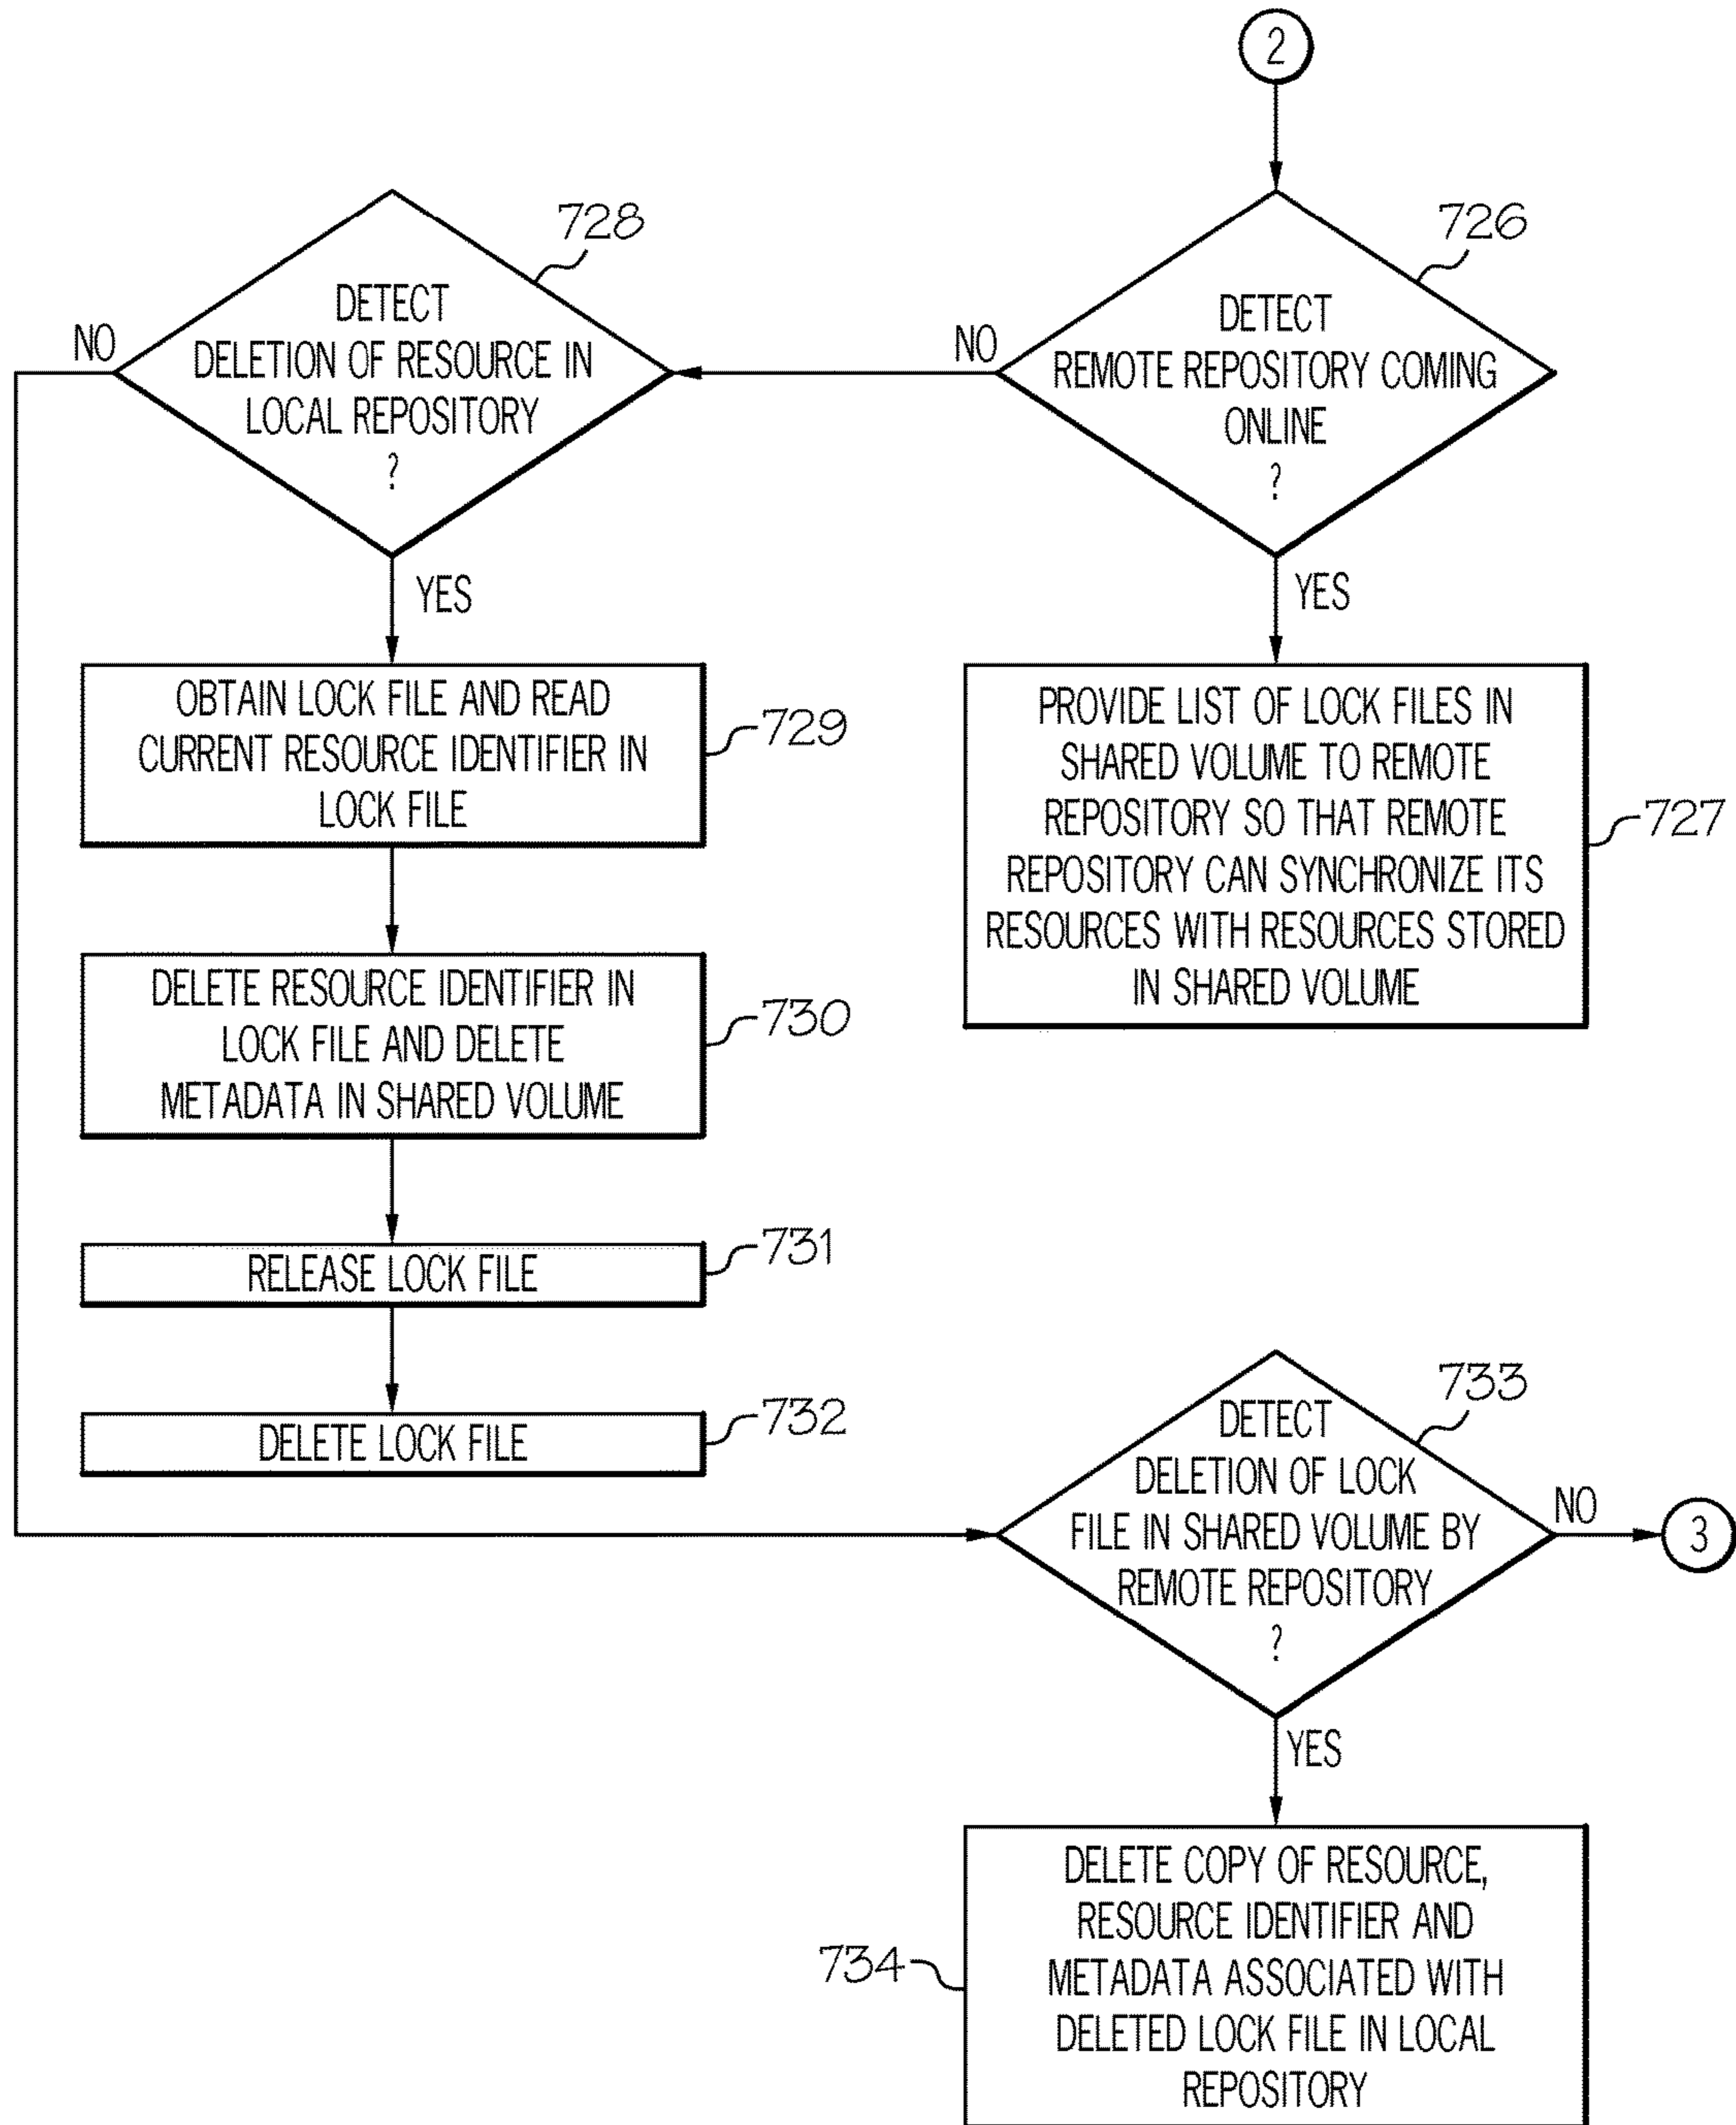 2
726
DETECT
REMOTE REPOSITORY COMING
ONLINE
?
NO
YES
728
DETECT
DELETION OF RESOURCE IN
LOCAL REPOSITORY
?
NO
YES
OBTAIN LOCK FILE AND READ
CURRENT RESOURCE IDENTIFIER IN
LOCK FILE
729
PROVIDE LIST OF LOCK FILES IN
SHARED VOLUME TO REMOTE
REPOSITORY SO THAT REMOTE
REPOSITORY CAN SYNCHRONIZE ITS
RESOURCES WITH RESOURCES STORED
IN SHARED VOLUME
727
DELETE RESOURCE IDENTIFIER IN
LOCK FILE AND DELETE
METADATA IN SHARED VOLUME
730
RELEASE LOCK FILE
731
DELETE LOCK FILE
732
733
DETECT
DELETION OF LOCK
FILE IN SHARED VOLUME BY
REMOTE REPOSITORY
?
NO
3
YES
DELETE COPY OF RESOURCE,
RESOURCE IDENTIFIER AND
METADATA ASSOCIATED WITH
DELETED LOCK FILE IN LOCAL
REPOSITORY
734